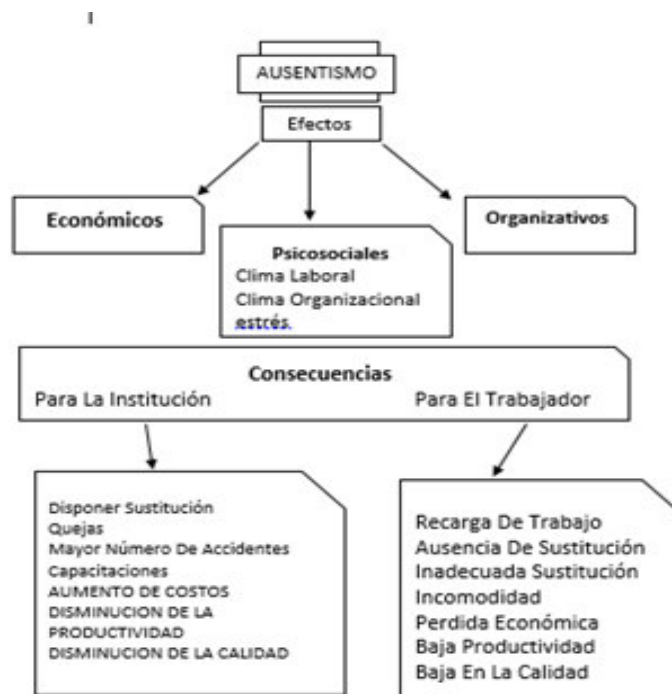 AUSENTISMO
Efectos
Económicos
Organizativos
Psicosociales
Clima Laboral
Clima Organizacional
estrés.
Consecuencias
Para La Institución
Para El Trabajador
Disponer Sustitución
Quejas
Mayor Número De Accidentes
Capacitaciones
AUMENTO DE COSTOS
DISMINUCION DE LA
PRODUCTIVIDAD
DISMINUCION DE LA CALIDAD
Recarga De Trabajo
Ausencia De Sustitución
Inadecuada Sustitución
Incomodidad
Perdida Económica
Baja Productividad
Baja En La Calidad